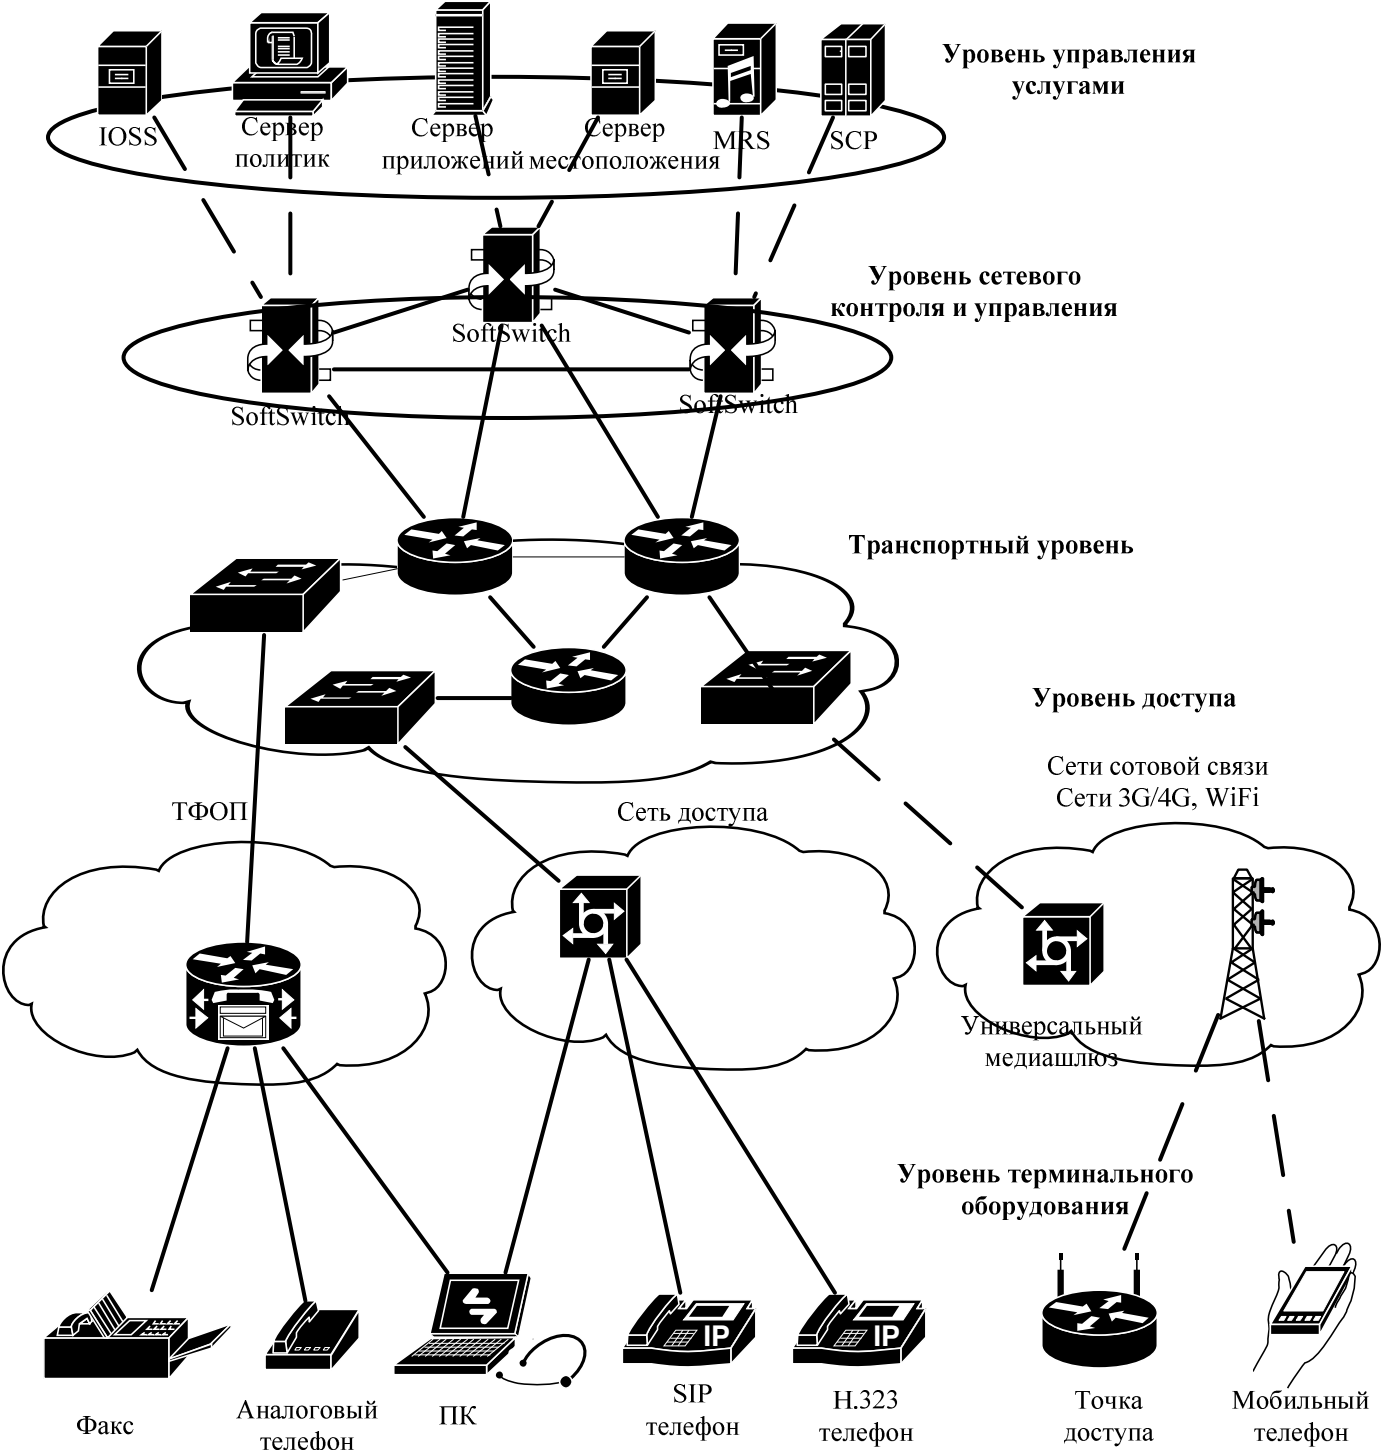 Уровень управления
услугами
IOSS
Сервер
политик
Сервер
приложений
Сервер
местоположения
MRS
SCP
Уровень сетевого
контроля и управления
SoftSwitch
SoftSwitch
SoftSwitch
Транспортный уровень
Уровень доступа
Сети сотовой связи
Сети 3G/4G, WiFi
ТФОП
Сеть доступа
Универсальный
медиашлюз
Уровень терминального
оборудования
IP
IP
Факс
Аналоговый
телефон
ПК
SIP
телефон
H.323
телефон
Точка
доступа
Мобильный
телефон